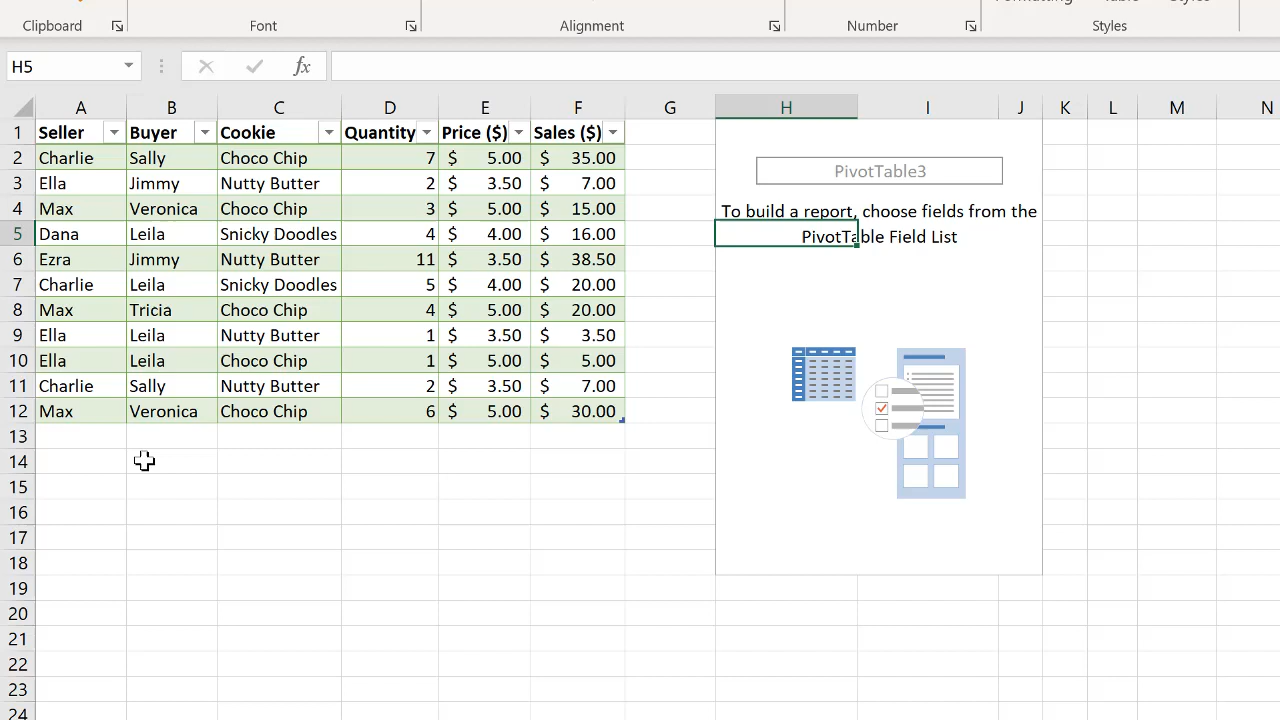 Formatting Table Styles
Clipboard Font Alignment Number Styles
H5 fx
A B C D E F G H I J K L M N
1 Seller Buyer Cookie Quantity Price ($) Sales ($)
2 Charlie Sally Choco Chip 7 $ 5.00 $ 35.00
PivotTable3
3 Ella Jimmy Nutty Butter 2 $ 3.50 $ 7.00
4 Max Veronica Choco Chip 3 $ 5.00 $ 15.00 To build a report, choose fields from the
5 Dana Leila Snicky Doodles 4 $ 4.00 $ 16.00 PivotTable Field List
6 Ezra Jimmy Nutty Butter 11 $ 3.50 $ 38.50
7 Charlie Leila Snicky Doodles 5 $ 4.00 $ 20.00
8 Max Tricia Choco Chip 4 $ 5.00 $ 20.00
9 Ella Leila Nutty Butter 1 $ 3.50 $ 3.50
10 Ella Leila Choco Chip 1 $ 5.00 $ 5.00
11 Charlie Sally Nutty Butter 2 $ 3.50 $ 7.00
12 Max Veronica Choco Chip 6 $ 5.00 $ 30.00
13
14
15
16
17
18
19
20
21
22
23
24